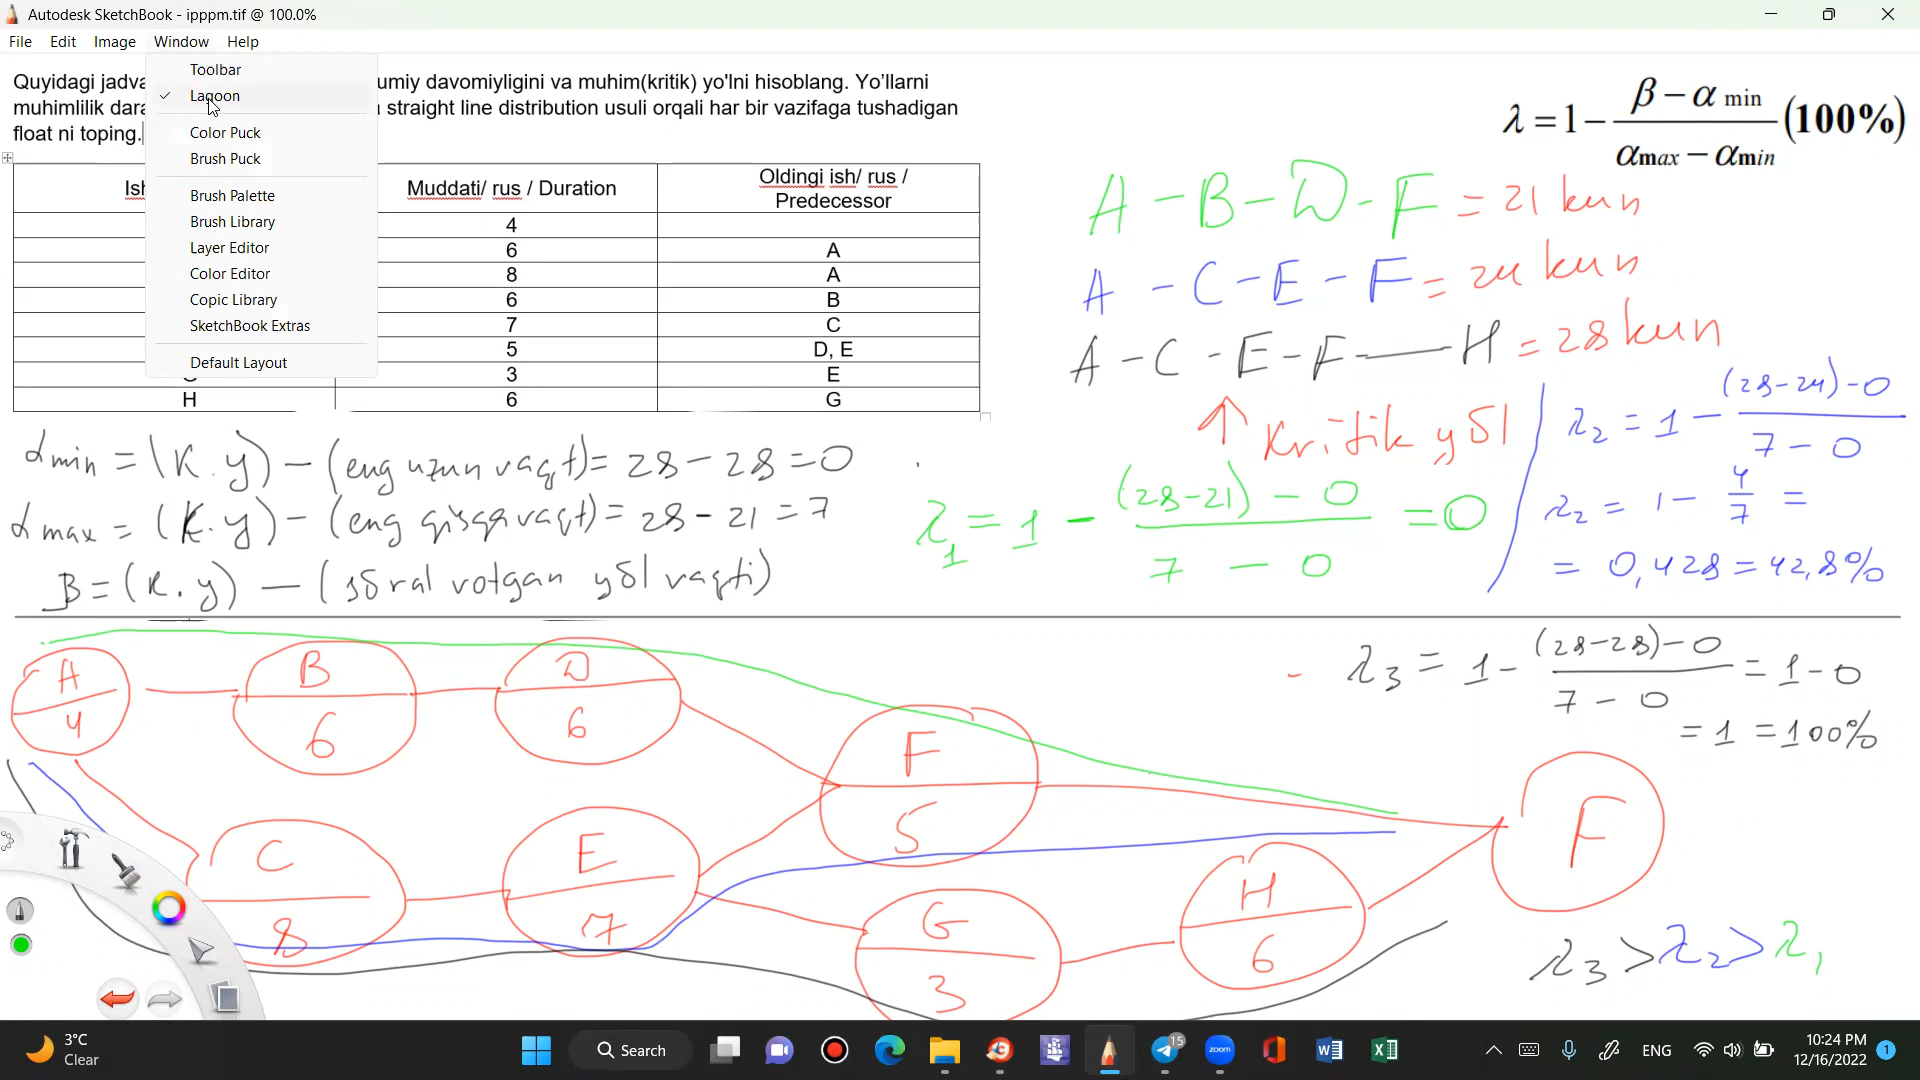 Autodesk SketchBook - ipppm.tif @ 100.0%
File Edit Image Window Help
Toolbar
Lagoon
Color Puck
Brush Puck
Brush Palette
Brush Library
Layer Editor
Color Editor
Copic Library
SketchBook Extras
Default Layout
Quyidagi jadva umiy davomiyligini va muhim(kritik) yo'lni hisoblang. Yo'llarni
muhimlilik dara a straight line distribution usuli orqali har bir vazifaga tushadigan
float ni toping.
Ish Muddati/ rus / Duration Oldingi ish/ rus / Predecessor
4
6 A
8 A
6 B
7 C
5 D, E
3 E
H 6 G
λ = 1 − (β − α min)/(αmax − αmin) (100%)
A - B - D - F = 21 kun
A - C - E - F = 24 kun
A - C - E - F — H = 28 kun
↑ Kritik yo'l
αmin = (K.y) - (eng uzun vaqt) = 28 - 28 = 0
αmax = (K.y) - (eng qisqa vaqt) = 28 - 21 = 7
B = (K.y) - (so'ralayotgan yo'l vaqti)
λ1 = 1 - ((28-21) - 0)/(7 - 0) = 0
λ2 = 1 - ((28-24) - 0)/(7 - 0)
λ2 = 1 - 4/7 =
= 0,428 = 42,8%
λ3 = 1 - ((28-28) - 0)/(7 - 0) = 1 - 0
= 1 = 100%
A 4
B 6
D 6
F 5
C 8
E 7
G 3
H 6
F
λ3 > λ2 > λ1
3°C
Clear
Search
15
zoom
ENG
10:24 PM
12/16/2022
1